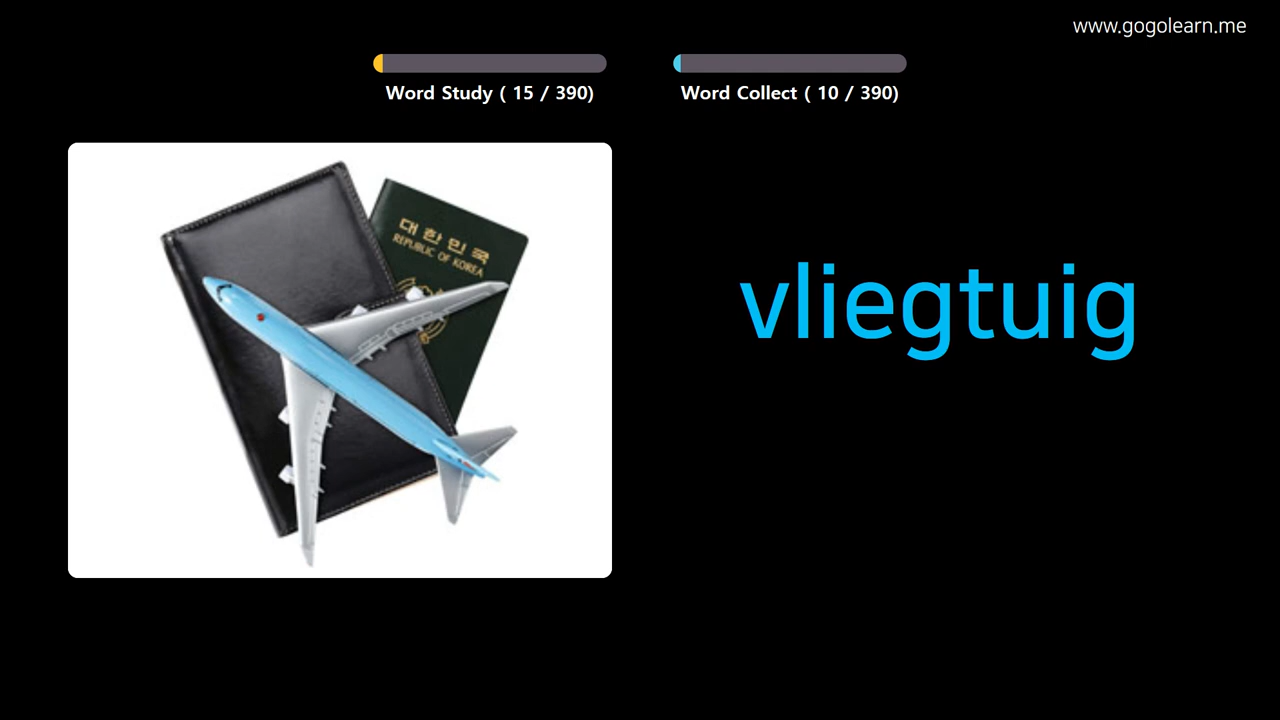 www.gogolearn.me
Word Study ( 15 / 390)
Word Collect ( 10 / 390)
대한민국
REPUBLIC OF KOREA
vliegtuig